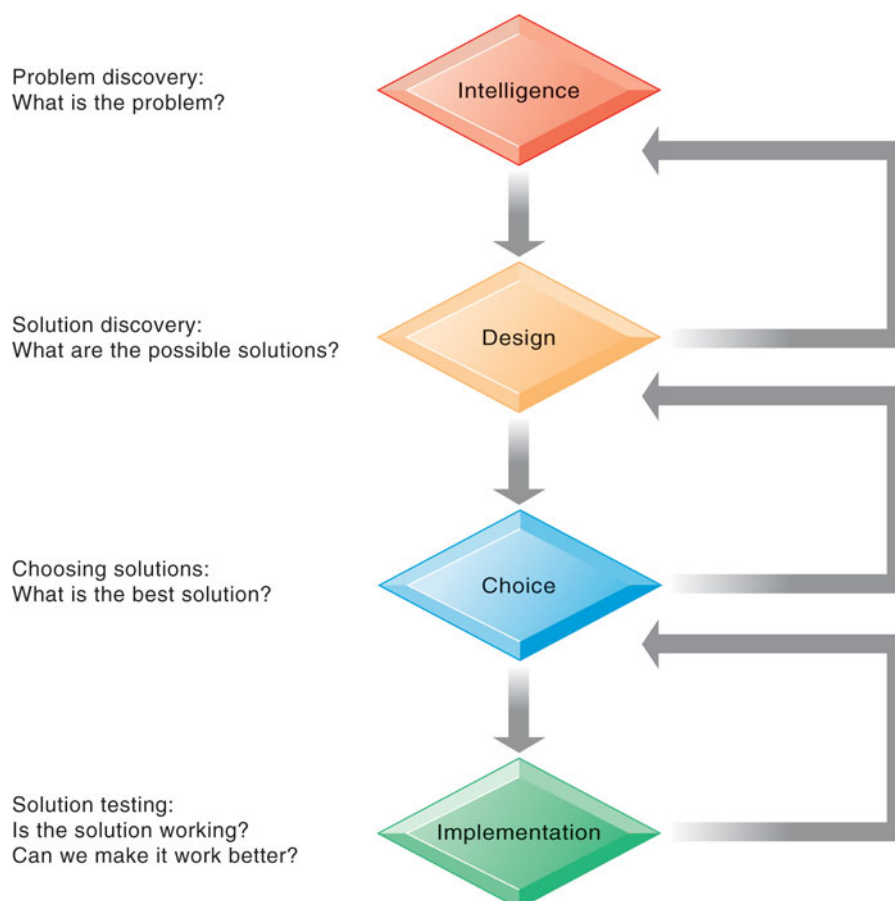 Problem discovery:
What is the problem?
Intelligence
Solution discovery:
What are the possible solutions?
Design
Choosing solutions:
What is the best solution?
Choice
Solution testing:
Is the solution working?
Can we make it work better?
Implementation